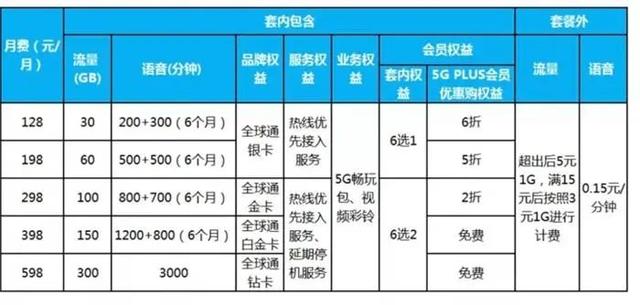 月费（元/月）
套内包含
套餐外
流量(GB)
语音(分钟)
品牌权益
服务权益
业务权益
会员权益
流量
语音
套内权益
5G PLUS会员优惠购权益
128
30
200+300（6个月）
全球通银卡
热线优先接入服务
5G畅玩包、视频彩铃
6选1
6折
超出后5元1G，满15元后按照3元1G进行计费
0.15元/分钟
198
60
500+500（6个月）
5折
298
100
800+700（6个月）
全球通金卡
热线优先接入服务、延期停机服务
6选2
2折
398
150
1200+800（6个月）
全球通白金卡
免费
598
300
3000
全球通钻卡
免费